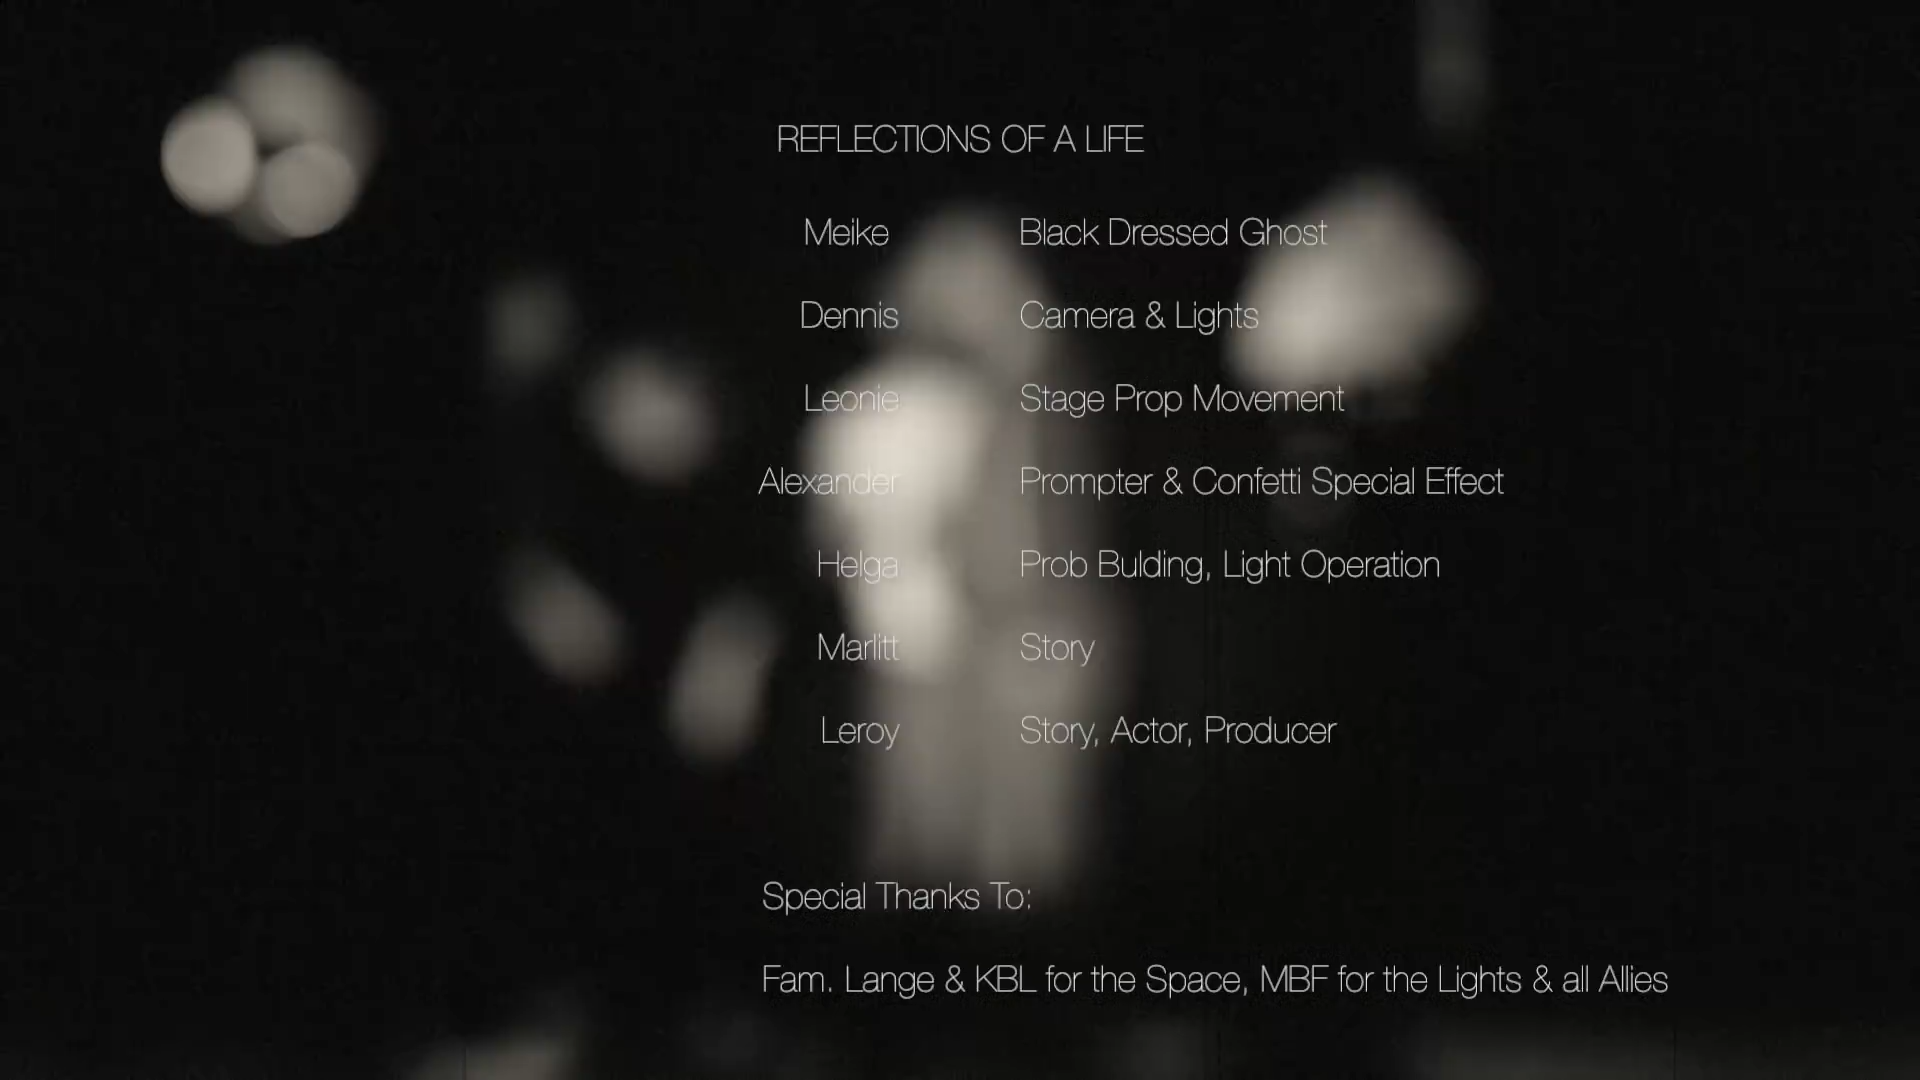 REFLECTIONS OF A LIFE
Meike Black Dressed Ghost
Dennis Camera & Lights
Leonie Stage Prop Movement
Alexander Prompter & Confetti Special Effect
Helga Prob Bulding, Light Operation
Marlitt Story
Leroy Story, Actor, Producer
Special Thanks To:
Fam. Lange & KBL for the Space, MBF for the Lights & all Allies